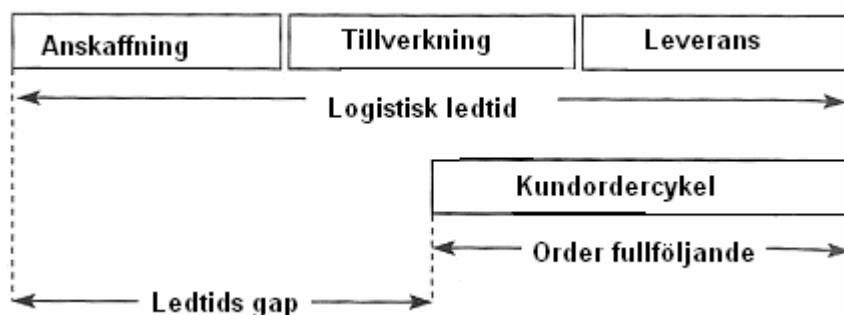 Anskaffning Tillverkning Leverans
Logistisk ledtid
Kundordercykel
Order fullföljande
Ledtids gap